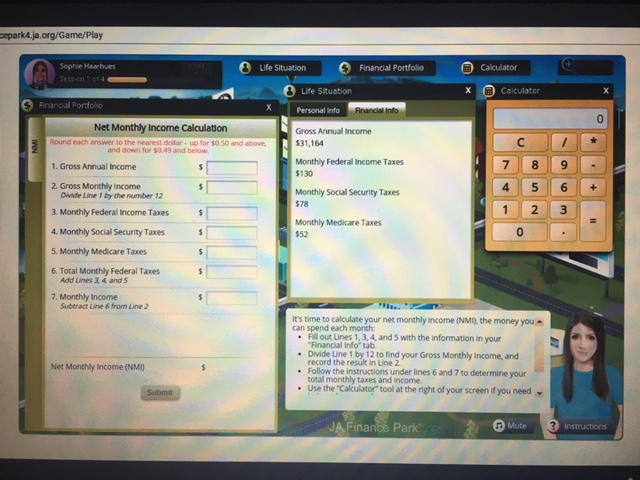 cepark4.ja.org/Game/Play
Sophie Haarhues
Session 1 of 4
Life Situation
Financial Portfolio
Calculator
Financial Portfolio
X
NMI
Net Monthly Income Calculation
Round each answer to the nearest dollar - up for $0.50 and above,
and down for $0.49 and below.
1. Gross Annual Income $
2. Gross Monthly Income $
Divide Line 1 by the number 12
3. Monthly Federal Income Taxes $
4. Monthly Social Security Taxes $
5. Monthly Medicare Taxes $
6. Total Monthly Federal Taxes $
Add Lines 3, 4, and 5
7. Monthly Income $
Subtract Line 6 from Line 2
Net Monthly Income (NMI) $
Submit
Life Situation
X
Personal Info
Financial Info
Gross Annual Income
$31,164
Monthly Federal Income Taxes
$130
Monthly Social Security Taxes
$78
Monthly Medicare Taxes
$52
Calculator
X
0
C / *
7 8 9 -
4 5 6 +
1 2 3 =
0 .
It's time to calculate your net monthly income (NMI), the money you
can spend each month:
• Fill out Lines 1, 3, 4, and 5 with the information in your
"Financial Info" tab.
• Divide Line 1 by 12 to find your Gross Monthly Income, and
record the result in Line 2.
• Follow the instructions under lines 6 and 7 to determine your
total monthly taxes and income.
• Use the "Calculator" tool at the right of your screen if you need
JA Finance Park
Mute
? Instructions